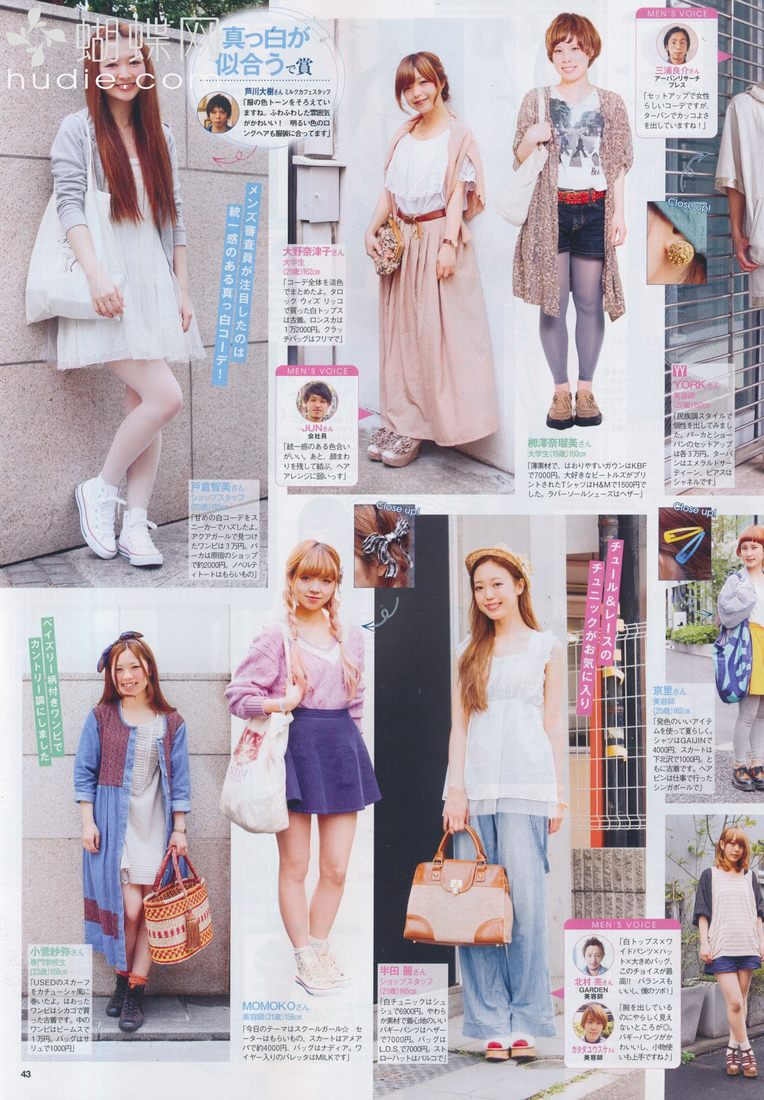 蝴蝶网
hudie.co
真っ白が
似合うで賞
芦川大樹さん ミルクカフェスタッフ
「服の色トーンをそろえてい
ますね。ふわふわした雰囲気
がかわいい！ 明るい色のロ
ングヘアも服装に合ってます」
メンズ審査員が注目したのは
統一感のある真っ白コーデ！
戸倉智美さん
ショップスタッフ
(20歳)163㎝
「甘めの白コーデをス
ニーカーでハズしたよ。
アクアガールで見つけ
たワンピは3万円。パ
ーカは原宿のショップ
で約2000円。ノベルテ
ィトートはもらいもの」
大野奈津子さん
大学生
(21歳)162㎝
「コーデ全体を淡色
でまとめたよ。タロ
ック ウィズ リッコ
で買った白トップス
は古着。ロンスカは
1万2000円。クラッ
チバッグはフリマで」
MEN'S VOICE
JUNさん
会社員
「統一感のある色合い
がいい。あと、顔まわ
りを残して結ぶ、ヘア
アレンジに弱いっす」
栁澤奈瑠美さん
大学生(19歳)150㎝
「薄素材で、はおりやすいガウンはKBF
で7000円。大好きなビートルズがプリ
ントされたTシャツはH&Mで1500円で
した。ラバーソールシューズはヘザー」
MEN'S VOICE
三浦良介さん
アーバンリサーチ
プレス
「セットアップで女性
らしいコーデですが、
ターバンでカッコよさ
を出していますね！」
Close up!
YORKさん
美容師
(27歳)162㎝
「民族調スタイルで
個性を出してみまし
た。パーカとショー
パンのセットアップ
は各3万円。ターバ
ンはエメラルドサー
ティーン、ピアスは
シャネルです」
ペイズリー柄付きワンピで
カントリー調にしました
小菅紗弥さん
専門学校生
(23歳)158㎝
「USEDのスカーフ
をカチューシャ風に
巻いたよ。はおった
ワンピはシカゴで買
った古着です。中の
ワンピはビームスで
1万円。バッグはサ
リュで1000円」
Close up!
MOMOKOさん
美容師(21歳)156㎝
「今日のテーマはスクールガール☆ セ
ーターはもらいもの。スカートはアメアパ
で約4000円、バッグはナディア。ワイ
ヤー入りのバレッタはMILKです」
チュール&レースの
チュニックがお気に入り
半田 麗さん
ショップスタッフ
(21歳)165㎝
「白チュニックはシュ
シュで6900円。やわら
か素材で着心地のいい
バギーパンツはヘザー
で7000円。バッグは
L.D.S.で7000円。スト
ローハットはパルコで」
Close up!
京里さん
美容師
(25歳)162㎝
「発色のいいアイテ
ムを使って夏らしく。
シャツはGAIJINで
4000円、スカートは
下北沢で1000円。と
もに古着です。ヘア
ピンは仕事で行った
シンガポールで」
MEN'S VOICE
北村 亮さん
GARDEN
美容師
「白トップス×ワ
イドパンツ×ハッ
ト×大きめバッグ、
このチョイスが最
高!! バランスも
いいし、僕のツボ！」
カタダユウスケさん
美容師
「腕を出している
のにやらしく見え
ないところが◎。
バギーパンツが
かわいいし、小物使
いも上手ですね♪」
43